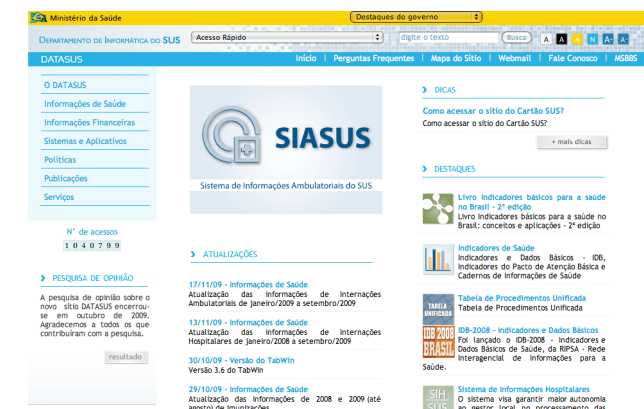 Ministério da Saúde
Destaques do governo
DEPARTAMENTO DE INFORMÁTICA DO SUS
Acesso Rápido
digite o texto
Busca
A A A N A+ A-
DATASUS
Início | Perguntas Frequentes | Mapa do Sítio | Webmail | Fale Conosco | MSBBS
O DATASUS
Informações de Saúde
Informações Financeiras
Sistemas e Aplicativos
Políticas
Publicações
Serviços
N° de acessos
1040799
PESQUISA DE OPINIÃO
A pesquisa de opinião sobre o
novo sítio DATASUS encerrou-
se em outubro de 2009.
Agradecemos a todos os que
contribuíram com a pesquisa.
resultado
SIASUS
Sistema de Informações Ambulatoriais do SUS
ATUALIZAÇÕES
17/11/09 - Informações de Saúde
Atualização das informações de Internações
Ambulatoriais de janeiro/2009 a setembro/2009
13/11/09 - Informações de Saúde
Atualização das informações de Internações
Hospitalares de janeiro/2008 a setembro/2009
30/10/09 - Versão do TabWin
Versão 3.6 do TabWin
29/10/09 - Informações de Saúde
Atualização das informações de 2008 e 2009 (até
agosto) de imunizações
DICAS
Como acessar o sítio do Cartão SUS?
Como acessar o sítio do Cartão SUS?
+ mais dicas
DESTAQUES
Livro Indicadores básicos para a saúde
no Brasil - 2ª edição
Livro Indicadores básicos para a saúde no
Brasil: conceitos e aplicações - 2ª edição
Indicadores de Saúde
Indicadores e Dados Básicos - IDB,
Indicadores do Pacto de Atenção Básica e
Cadernos de Informações de Saúde
TABELA
UNIFICADA
Tabela de Procedimentos Unificada
Tabela de Procedimentos Unificada
IDB 2008
BRASIL
IDB-2008 - Indicadores e Dados Básicos
Foi lançado o IDB-2008 - Indicadores e
Dados Básicos de Saúde, da RIPSA - Rede
Interagencial de Informações para a
Saúde.
SIH
SUS
Sistema de Informações Hospitalares
O sistema visa garantir maior autonomia
ao gestor local no processamento das